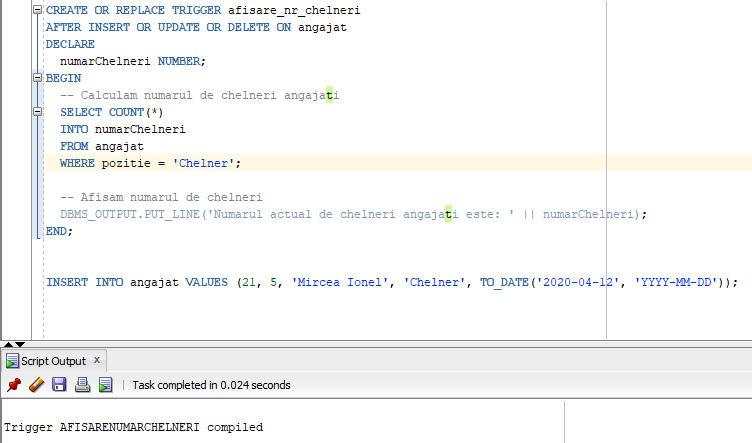 CREATE OR REPLACE TRIGGER afisare_nr_chelneri
AFTER INSERT OR UPDATE OR DELETE ON angajat
DECLARE
  numarChelneri NUMBER;
BEGIN
  -- Calculam numarul de chelneri angajati
  SELECT COUNT(*)
  INTO numarChelneri
  FROM angajat
  WHERE pozitie = 'Chelner';
  -- Afisam numarul de chelneri
  DBMS_OUTPUT.PUT_LINE('Numarul actual de chelneri angajati este: ' || numarChelneri);
END;
INSERT INTO angajat VALUES (21, 5, 'Mircea Ionel', 'Chelner', TO_DATE('2020-04-12', 'YYYY-MM-DD'));
Script Output x
Task completed in 0.024 seconds
Trigger AFISARENUMARCHELNERI compiled